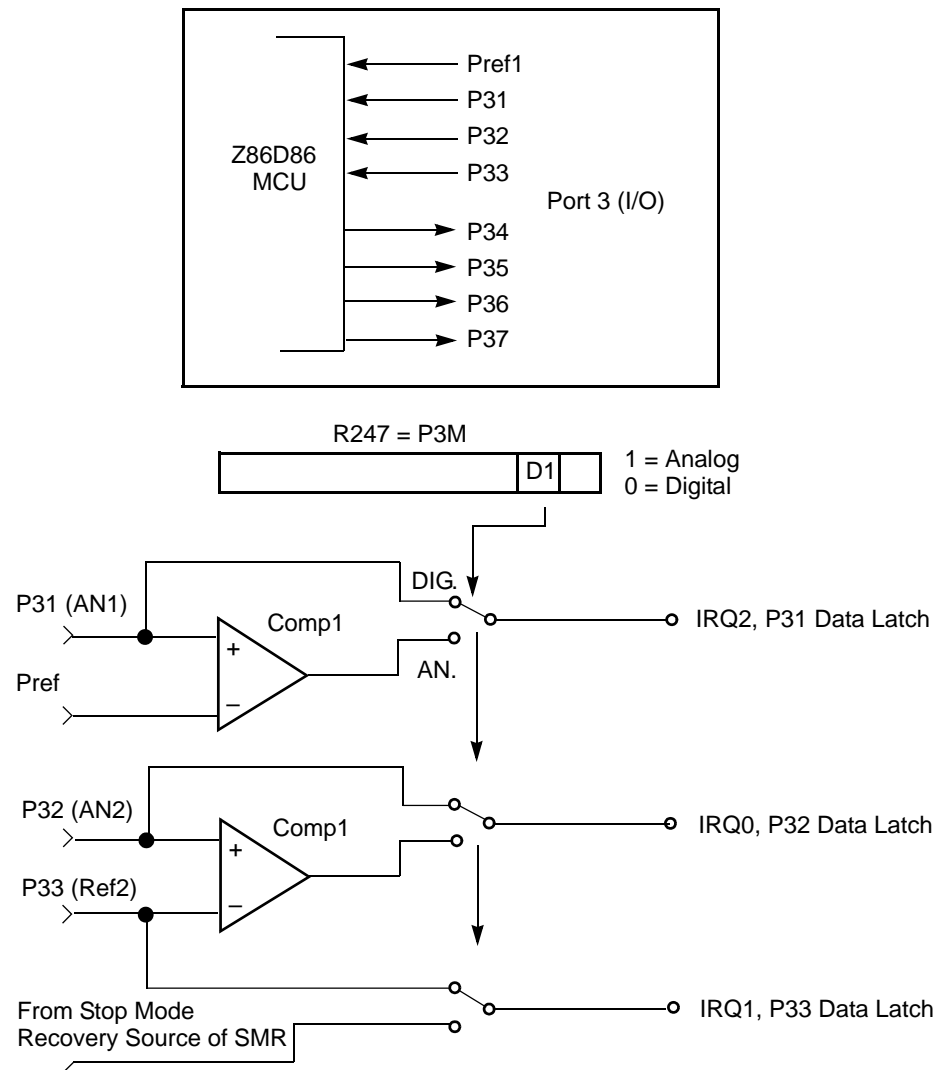 Pref1
P31
P32
P33
Z86D86
MCU
Port 3 (I/O)
P34
P35
P36
P37
R247 = P3M
D1
1 = Analog
0 = Digital
DIG.
P31 (AN1)
Comp1
IRQ2, P31 Data Latch
+
AN.
Pref
–
P32 (AN2)
Comp1
IRQ0, P32 Data Latch
+
P33 (Ref2)
–
From Stop Mode
Recovery Source of SMR
IRQ1, P33 Data Latch